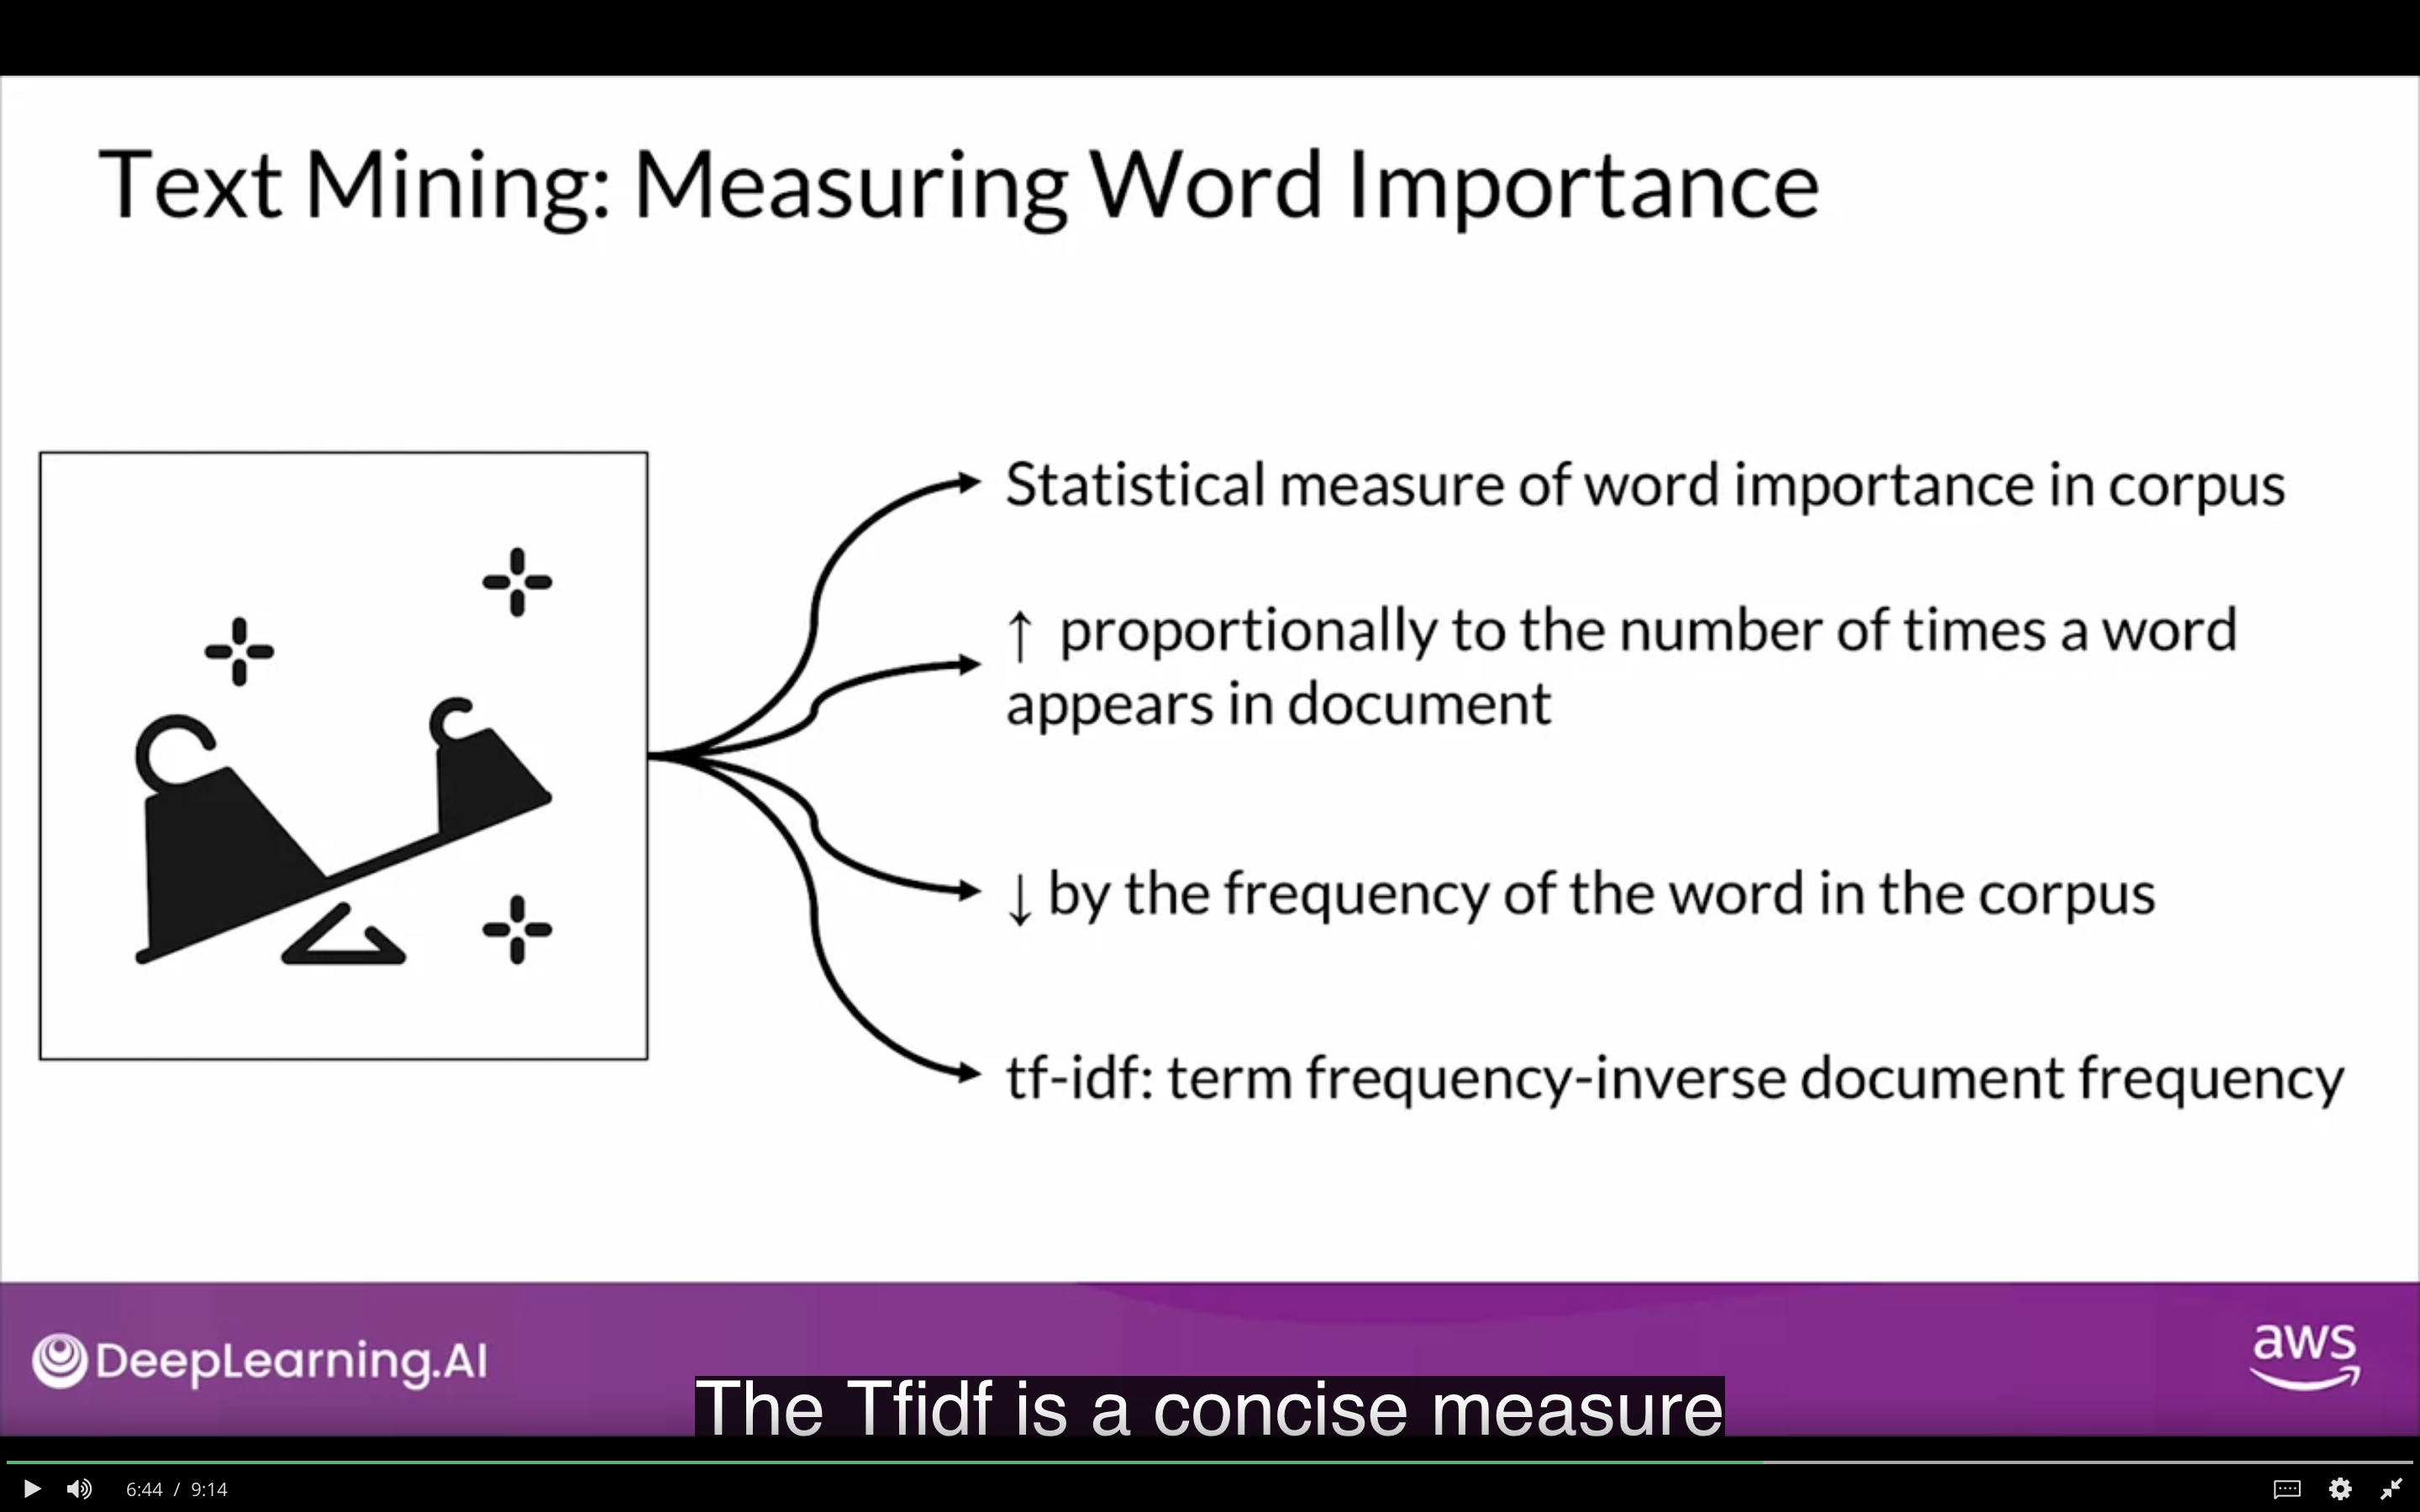 Text Mining: Measuring Word Importance
Statistical measure of word importance in corpus
↑ proportionally to the number of times a word
appears in document
↓ by the frequency of the word in the corpus
tf-idf: term frequency-inverse document frequency
DeepLearning.AI
aws
The Tfidf is a concise measure
6:44 / 9:14